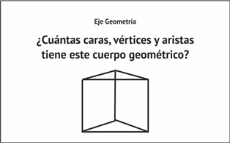 Eje Geometría
¿Cuántas caras, vértices y aristas
tiene este cuerpo geométrico?